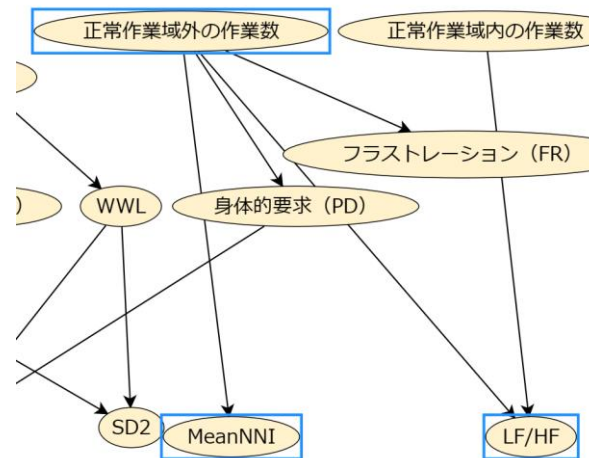 正常作業域外の作業数
正常作業域内の作業数
フラストレーション（FR）
）
WWL
身体的要求（PD）
SD2
MeanNNI
LF/HF